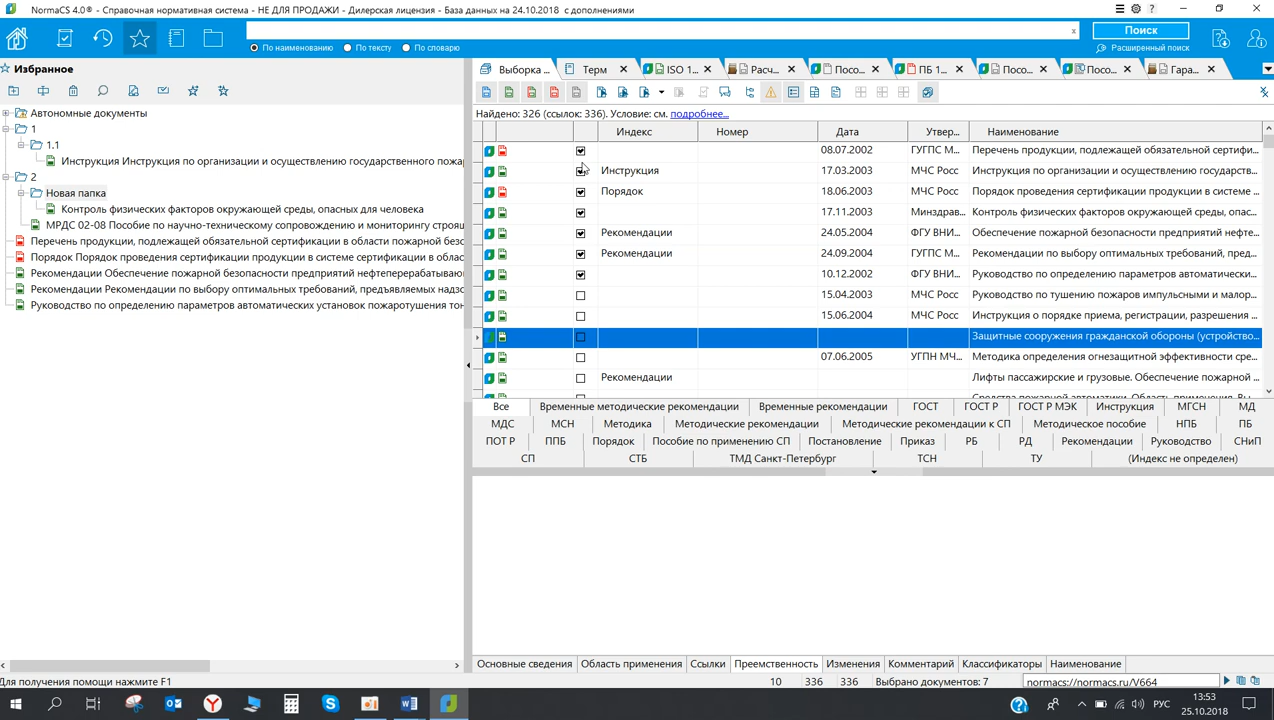 NormaCS 4.0® - Справочная нормативная система - НЕ ДЛЯ ПРОДАЖИ - Дилерская лицензия - База данных на 24.10.2018 с дополнениями
Поиск
По наименованию По тексту По словарю
Расширенный поиск
Избранное
Выборка ... Терм ISO 1... Расч... Посо... ПБ 1... Посо... Посо... Гара...
Автономные документы
1
1.1
Инструкция Инструкция по организации и осуществлению государственного пожа
2
Новая папка
Контроль физических факторов окружающей среды, опасных для человека
МРДС 02-08 Пособие по научно-техническому сопровождению и мониторингу строящ
Перечень продукции, подлежащей обязательной сертификации в области пожарной безо
Порядок Порядок проведения сертификации продукции в системе сертификации в облас
Рекомендации Обеспечение пожарной безопасности предприятий нефтеперерабатываю
Рекомендации Рекомендации по выбору оптимальных требований, предъявляемых надзо
Руководство по определению параметров автоматических установок пожаротушения тон
Найдено: 326 (ссылок: 336). Условие: см. подробнее...
Индекс Номер Дата Утвер... Наименование
08.07.2002 ГУГПС М... Перечень продукции, подлежащей обязательной сертифи...
Инструкция 17.03.2003 МЧС Росс Инструкция по организации и осуществлению государств...
Порядок 18.06.2003 МЧС Росс Порядок проведения сертификации продукции в системе ...
17.11.2003 Минздрав... Контроль физических факторов окружающей среды, опас...
Рекомендации 24.05.2004 ФГУ ВНИ... Обеспечение пожарной безопасности предприятий нефте...
Рекомендации 24.09.2004 ГУГПС М... Рекомендации по выбору оптимальных требований, пред...
10.12.2002 ФГУ ВНИ... Руководство по определению параметров автоматически...
15.04.2003 МЧС Росс Руководство по тушению пожаров импульсными и малор...
15.06.2004 МЧС Росс Инструкция о порядке приема, регистрации, разрешения ...
Защитные сооружения гражданской обороны (устройство...
07.06.2005 УГПН МЧ... Методика определения огнезащитной эффективности сре...
Рекомендации Лифты пассажирские и грузовые. Обеспечение пожарной ...
Все Временные методические рекомендации Временные рекомендации ГОСТ ГОСТ Р ГОСТ Р МЭК Инструкция МГСН МД
МДС МСН Методика Методические рекомендации Методические рекомендации к СП Методическое пособие НПБ ПБ
ПОТ Р ППБ Порядок Пособие по применению СП Постановление Приказ РБ РД Рекомендации Руководство СНиП
СП СТБ ТМД Санкт-Петербург ТСН ТУ (Индекс не определен)
Основные сведения Область применения Ссылки Преемственность Изменения Комментарий Классификаторы Наименование
Для получения помощи нажмите F1
10 336 336 Выбрано документов: 7 normacs://normacs.ru/V664
РУС
13:53
25.10.2018